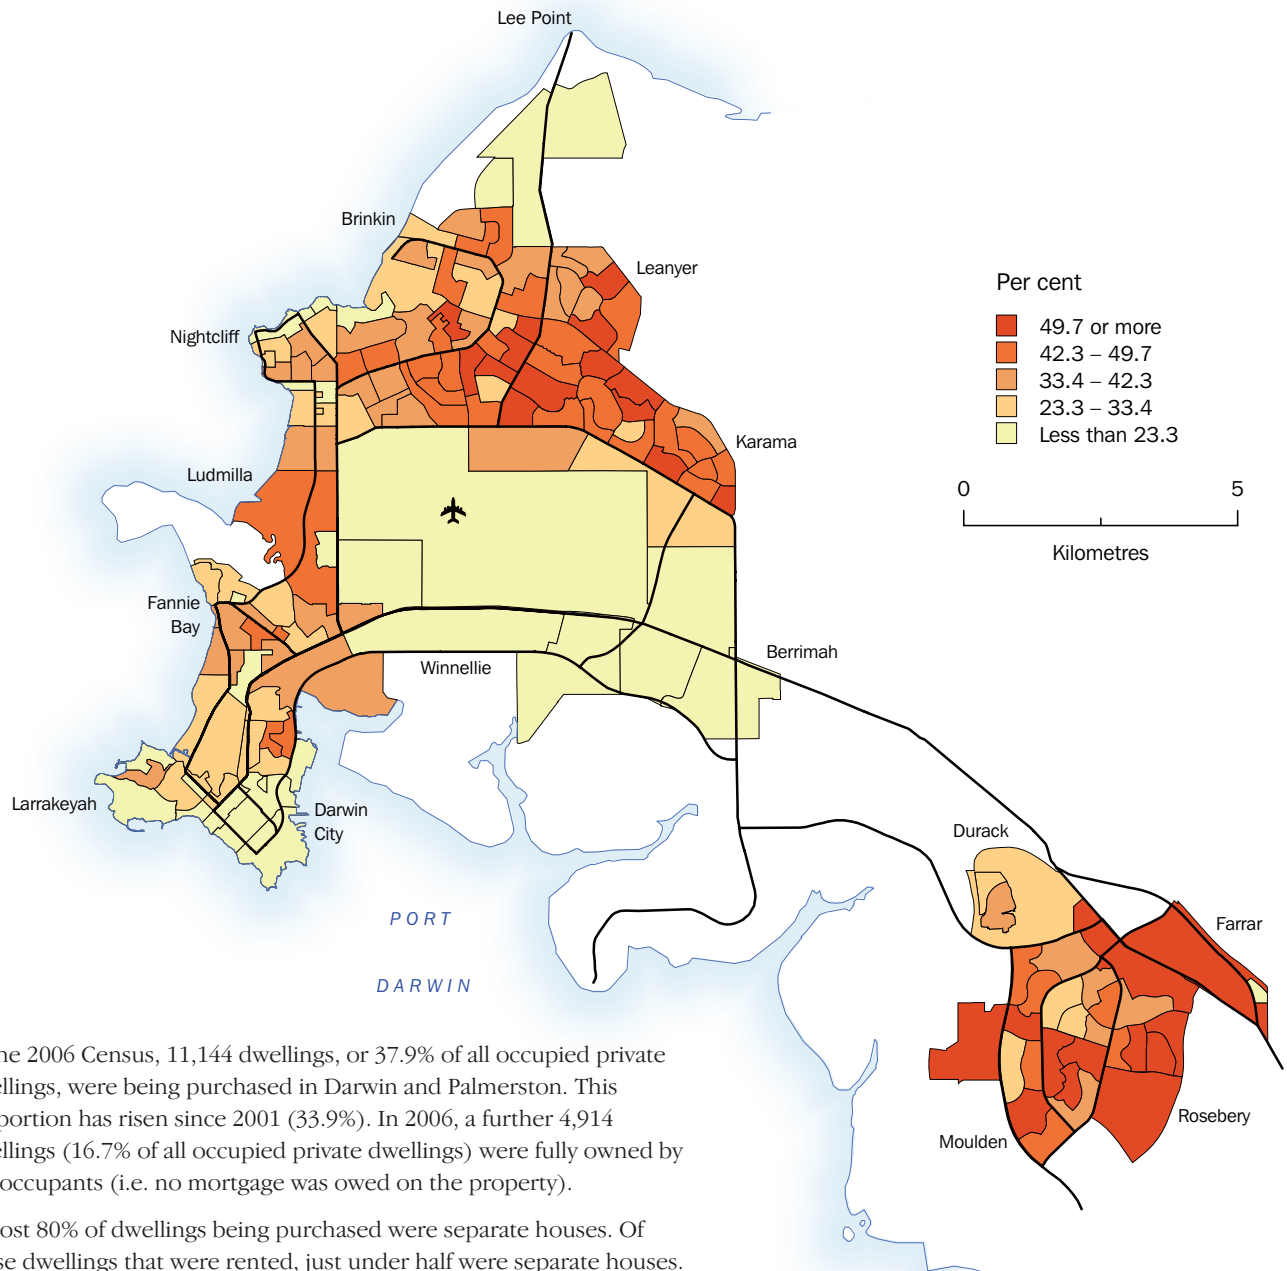 Lee Point
Brinkin
Leanyer
Nightcliff
Per cent
49.7 or more
42.3 – 49.7
33.4 – 42.3
23.3 – 33.4
Less than 23.3
Karama
Ludmilla
0 5
Kilometres
Fannie
Bay
Berrimah
Winnellie
Larrakeyah
Darwin
City
Durack
PORT
DARWIN
Farrar
Rosebery
Moulden
2006 Census, 11,144 dwellings, or 37.9% of all occupied private
were being purchased in Darwin and Palmerston. This
has risen since 2001 (33.9%). In 2006, a further 4,914
(16.7% of all occupied private dwellings) were fully owned by
occupants (i.e. no mortgage was owed on the property).
80% of dwellings being purchased were separate houses. Of
dwellings that were rented, just under half were separate houses.